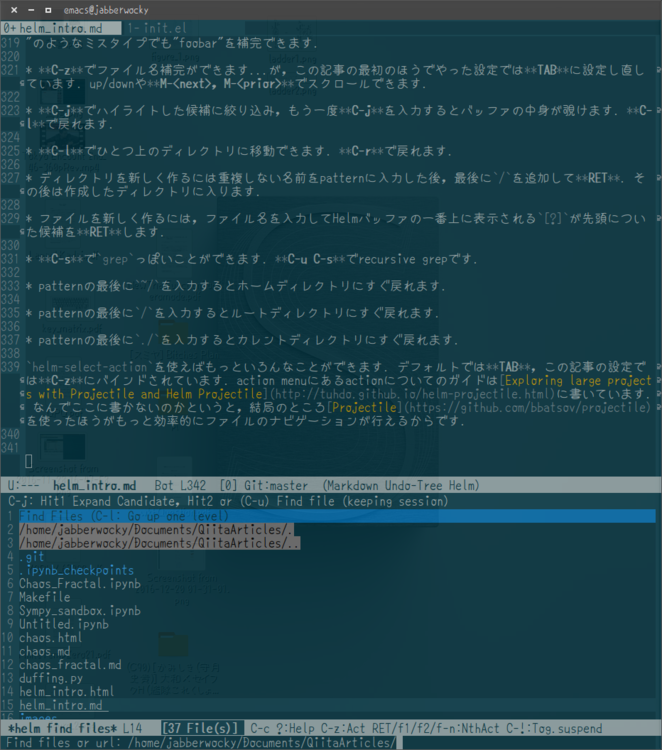 emacs@jabberwocky
0+ helm_intro.md 1- init.el
319 "のようなミスタイプでも"foobar"を補完できます.
320
321 * **C-z**でファイル名補完ができます...が，この記事の最初のほうでやった設定では**TAB**に設定し直し
ています．up/downや**M-<next>, M-<prior>**でスクロールできます.
322
323 * **C-j**でハイライトした候補に絞り込み，もう一度**C-j**を入力するとバッファの中身が覗けます．**C-
l**で戻れます．
324
325 * **C-l**でひとつ上のディレクトリに移動できます．**C-r**で戻れます．
326
327 * ディレクトリを新しく作るには重複しない名前をpatternに入力した後，最後に`/`を追加して**RET**．そ
の後は作成したディレクトリに入ります．
328
329 * ファイルを新しく作るには，ファイル名を入力してHelmバッファの一番上に表示される`[?]`が先頭につい
た候補を**RET**します．
330
331 * **C-s**で`grep`っぽいことができます．**C-u C-s**でrecursive grepです．
332
333 * patternの最後に`~/`を入力するとホームディレクトリにすぐ戻れます．
334
335 * patternの最後に`/`を入力するとルートディレクトリにすぐ戻れます．
336
337 * patternの最後に`./`を入力するとカレントディレクトリにすぐ戻れます．
338
339 `helm-select-action`を使えばもっといろんなことができます．デフォルトでは**TAB**，この記事の設定で
は**C-z**にバインドされています．action menuにあるactionについてのガイドは[Exploring large project
s with Projectile and Helm Projectile](http://tuhdo.github.io/helm-projectile.html)に書いています．
なんでここに書かないのかというと，結局のところ[Projectile](https://github.com/bbatsov/projectile)
を使ったほうがもっと効率的にファイルのナビゲーションが行えるからです．
340
341
U:--- helm_intro.md Bot L342 [0] Git:master (Markdown Undo-Tree Helm)
C-j: Hit1 Expand Candidate, Hit2 or (C-u) Find file (keeping session)
1 Find Files (C-l: Go up one level)
2 /home/jabberwocky/Documents/QiitaArticles/.
3 /home/jabberwocky/Documents/QiitaArticles/..
4 .git
5 .ipynb_checkpoints
6 Chaos_Fractal.ipynb
7 Makefile
8 Sympy_sandbox.ipynb
9 Untitled.ipynb
10 chaos.html
11 chaos.md
12 chaos_fractal.md
13 duffing.py
14 helm_intro.html
15 helm_intro.md
16 images
*helm find files* L14 [37 File(s)] C-c ?:Help C-z:Act RET/f1/f2/f-n:NthAct C-!:Tog.suspend
Find files or url: /home/jabberwocky/Documents/QiitaArticles/